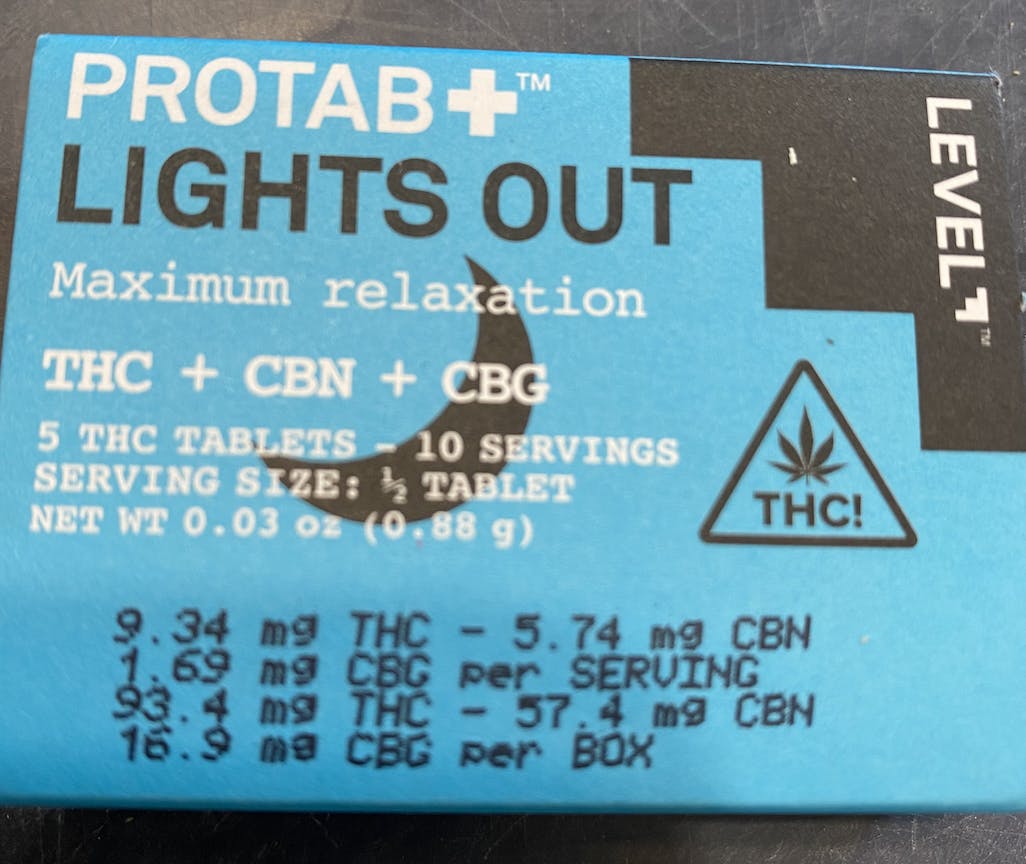 PROTAB+™
LIGHTS OUT
Maximum relaxation
THC + CBN + CBG
5 THC TABLETS – 10 SERVINGS
SERVING SIZE: ½ TABLET
NET WT 0.03 oz (0.88 g)
9.34 mg THC - 5.74 mg CBN
1.69 mg CBG per SERVING
93.4 mg THC - 57.4 mg CBN
16.9 mg CBG per BOX
LEVEL™
THC!